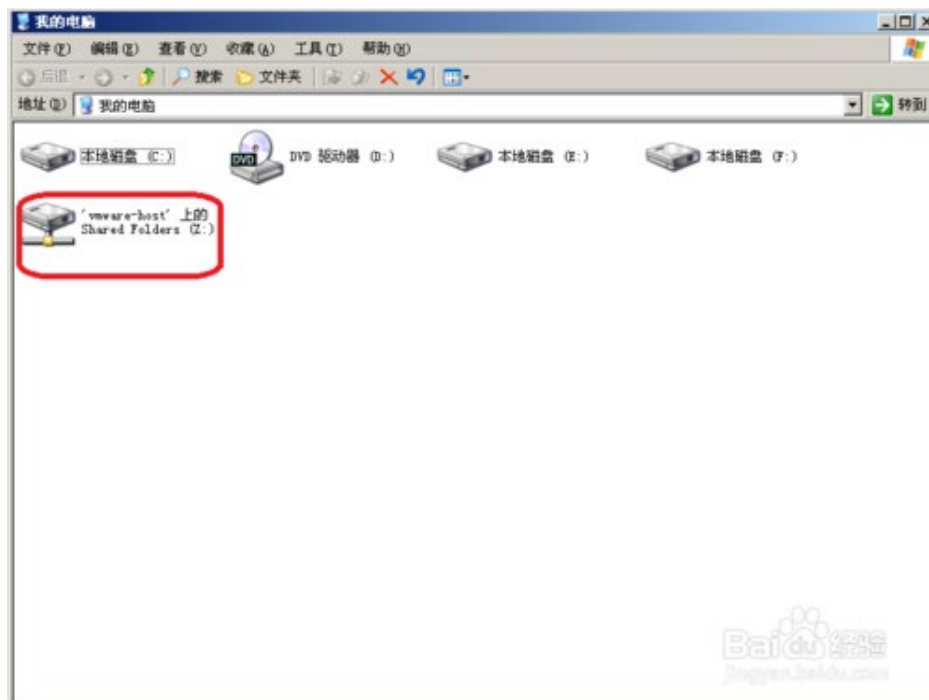 我的电脑
文件(F) 编辑(E) 查看(V) 收藏(A) 工具(T) 帮助(H)
后退 搜索 文件夹
地址(D) 我的电脑 转到
本地磁盘 (C:) DVD 驱动器 (D:) 本地磁盘 (E:) 本地磁盘 (F:)
DVD
'vmware-host' 上的
Shared Folders (Z:)
Baidu 经验
jingyan.baidu.com